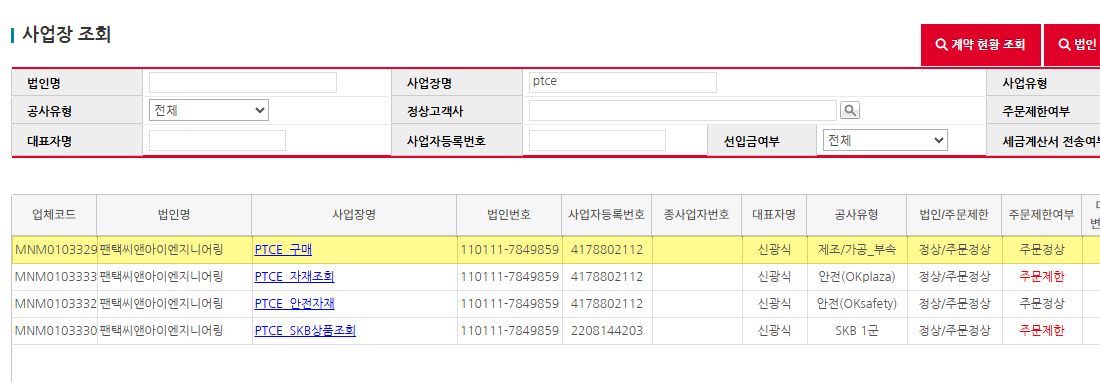 사업장 조회
계약 현황 조회 법인
법인명 사업장명 ptce 사업유형
공사유형 전체 정상고객사 주문제한여부
대표자명 사업자등록번호 선입금여부 전체 세금계산서 전송여부
업체코드 법인명 사업장명 법인번호 사업자등록번호 종사업자번호 대표자명 공사유형 법인/주문제한 주문제한여부
MNM0103329 팬택씨앤아이엔지니어링 PTCE_구매 110111-7849859 4178802112 신광식 제조/가공_부속 정상/주문정상 주문정상
MNM0103333 팬택씨앤아이엔지니어링 PTCE_자재조회 110111-7849859 4178802112 신광식 안전(OKplaza) 정상/주문정상 주문제한
MNM0103332 팬택씨앤아이엔지니어링 PTCE_안전자재 110111-7849859 4178802112 신광식 안전(OKsafety) 정상/주문정상 주문정상
MNM0103330 팬택씨앤아이엔지니어링 PTCE_SKB상품조회 110111-7849859 2208144203 신광식 SKB 1군 정상/주문정상 주문제한